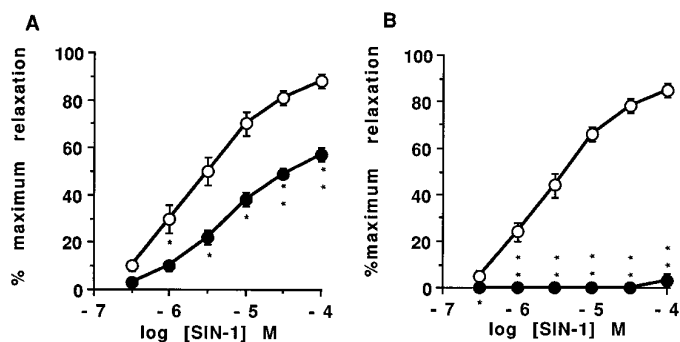 A
B
% maximum relaxation
100
80
60
40
20
0
- 7
- 6
- 5
- 4
log [SIN-1] M
* * * * * * *
%maximum relaxation
100
80
60
40
20
0
- 7
- 6
- 5
- 4
log [SIN-1] M
* * * * * * * * * * *